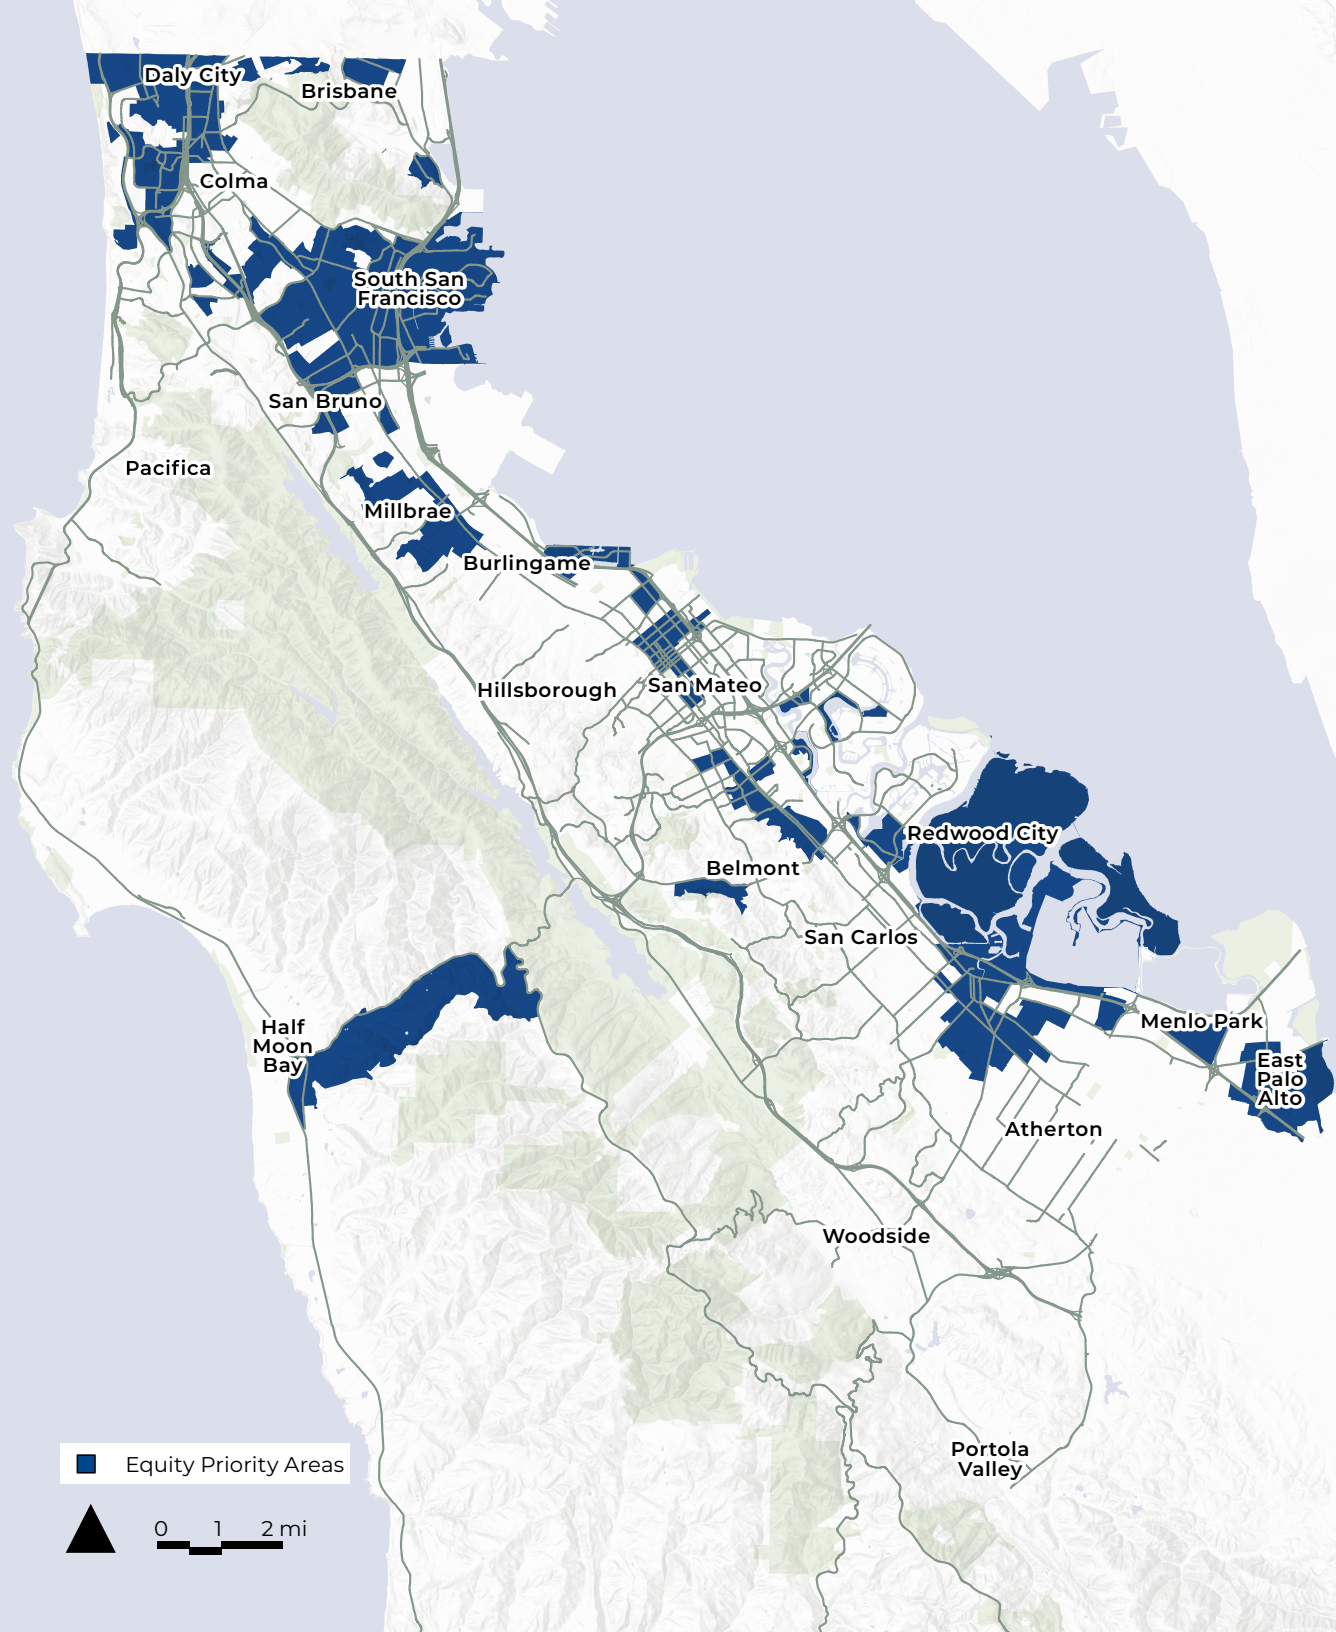 Daly City
Brisbane
Colma
South San
Francisco
San Bruno
Pacifica
Millbrae
Burlingame
Hillsborough
San Mateo
Redwood City
Belmont
San Carlos
Half
Moon
Bay
Menlo Park
East
Palo
Alto
Atherton
Woodside
Portola
Valley
Equity Priority Areas
0 1 2 mi